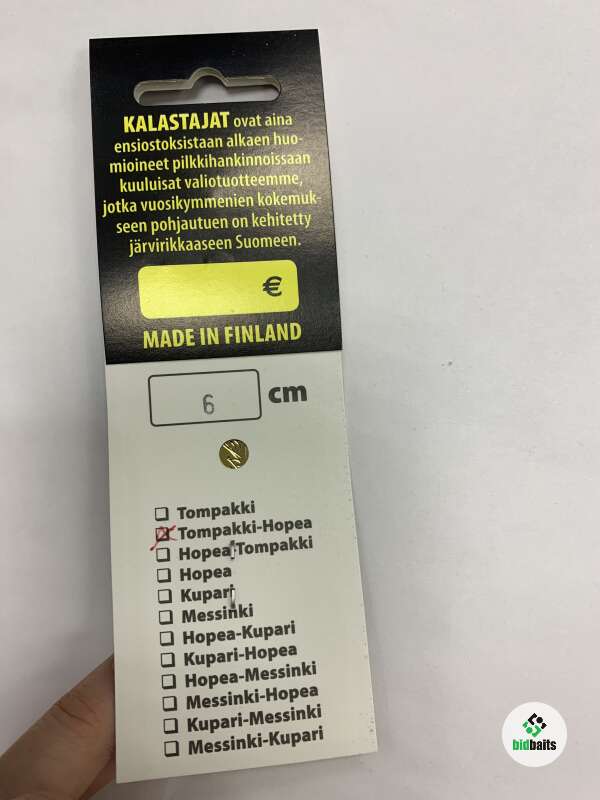 KALASTAJAT ovat aina
ensiostoksistaan alkaen huo-
mioineet pilkkihankinnoissaan
kuuluisat valiotuotteemme,
jotka vuosikymmenien kokemuk-
seen pohjautuen on kehitetty
järvirikkaaseen Suomeen.
€
MADE IN FINLAND
6 cm
Tompakki
Tompakki-Hopea
Hopea-Tompakki
Hopea
Kupari
Messinki
Hopea-Kupari
Kupari-Hopea
Hopea-Messinki
Messinki-Hopea
Kupari-Messinki
Messinki-Kupari
bidbaits